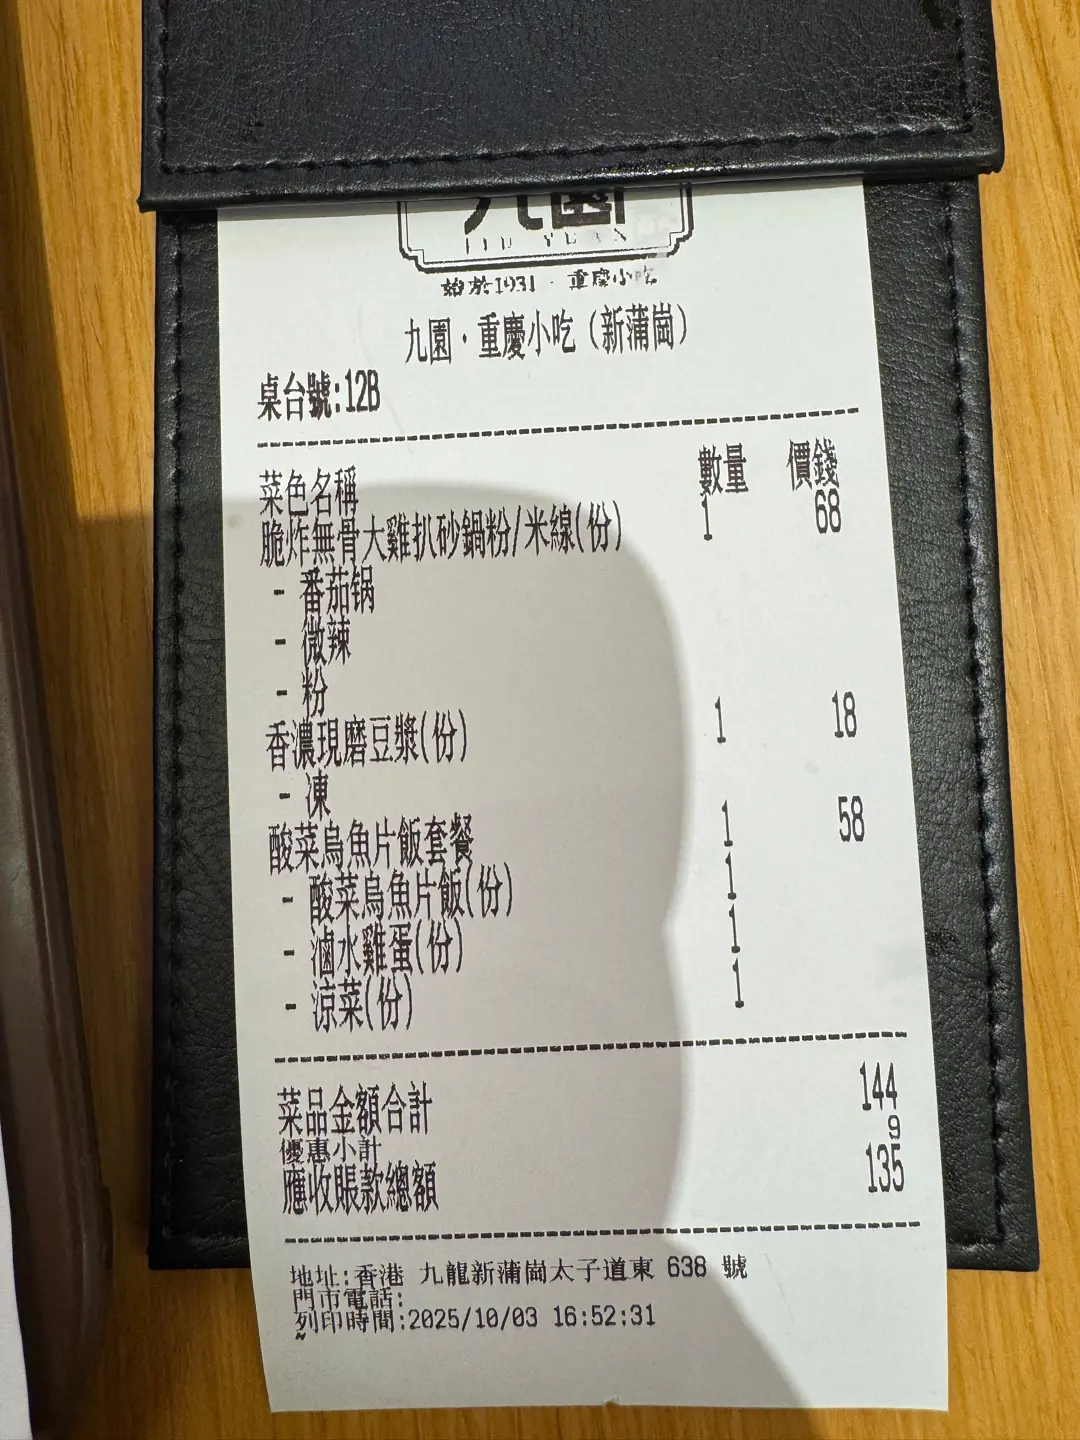 九園
JIU YUAN
始於1931 · 重慶小吃
九園·重慶小吃（新蒲崗）
桌台號:12B
菜色名稱 數量 價錢
脆炸無骨大雞扒砂鍋粉/米線(份) 1 68
- 番茄锅
- 微辣
- 粉
香濃現磨豆漿(份) 1 18
- 凍
酸菜烏魚片飯套餐 1 58
- 酸菜烏魚片飯(份) 1
- 滷水雞蛋(份) 1
- 涼菜(份) 1
菜品金額合計 144
優惠小計 9
應收賬款總額 135
地址:香港 九龍新蒲崗太子道東 638 號
門市電話:
列印時間:2025/10/03 16:52:31
~